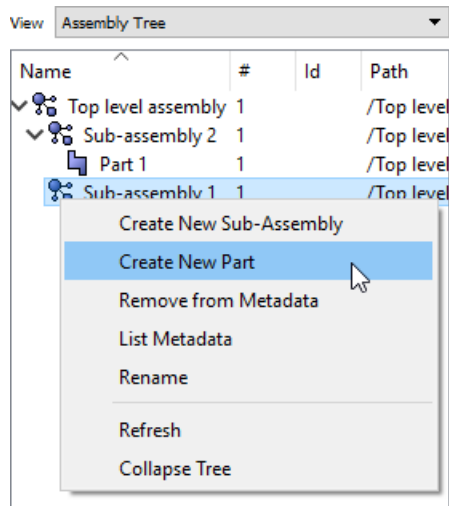 View Assembly Tree
Name # Id Path
Top level assembly 1 /Top level
Sub-assembly 2 1 /Top level
Part 1 1 /Top level
Sub-assembly 1 1 /Top level
Create New Sub-Assembly
Create New Part
Remove from Metadata
List Metadata
Rename
Refresh
Collapse Tree